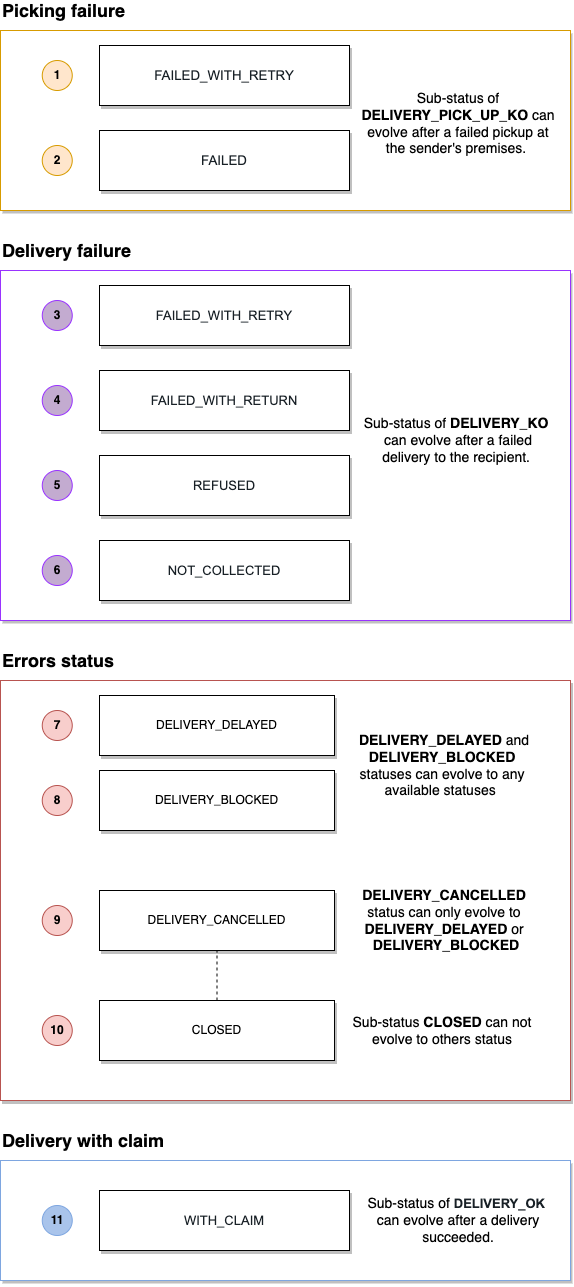 Picking failure
1
FAILED_WITH_RETRY
2
FAILED
Sub-status of
DELIVERY_PICK_UP_KO can
evolve after a failed pickup at
the sender's premises.
Delivery failure
3
FAILED_WITH_RETRY
4
FAILED_WITH_RETURN
5
REFUSED
6
NOT_COLLECTED
Sub-status of DELIVERY_KO
can evolve after a failed
delivery to the recipient.
Errors status
7
DELIVERY_DELAYED
8
DELIVERY_BLOCKED
DELIVERY_DELAYED and
DELIVERY_BLOCKED
statuses can evolve to any
available statuses
9
DELIVERY_CANCELLED
DELIVERY_CANCELLED
status can only evolve to
DELIVERY_DELAYED or
DELIVERY_BLOCKED
10
CLOSED
Sub-status CLOSED can not
evolve to others status
Delivery with claim
11
WITH_CLAIM
Sub-status of DELIVERY_OK
can evolve after a delivery
succeeded.